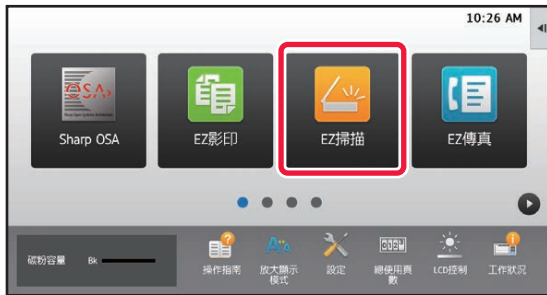 10:26 AM
Sharp OSA
EZ影印
EZ掃描
EZ傳真
碳粉容量 Bk
操作指南
放大顯示
模式
設定
總使用頁
數
LCD控制
工作狀況